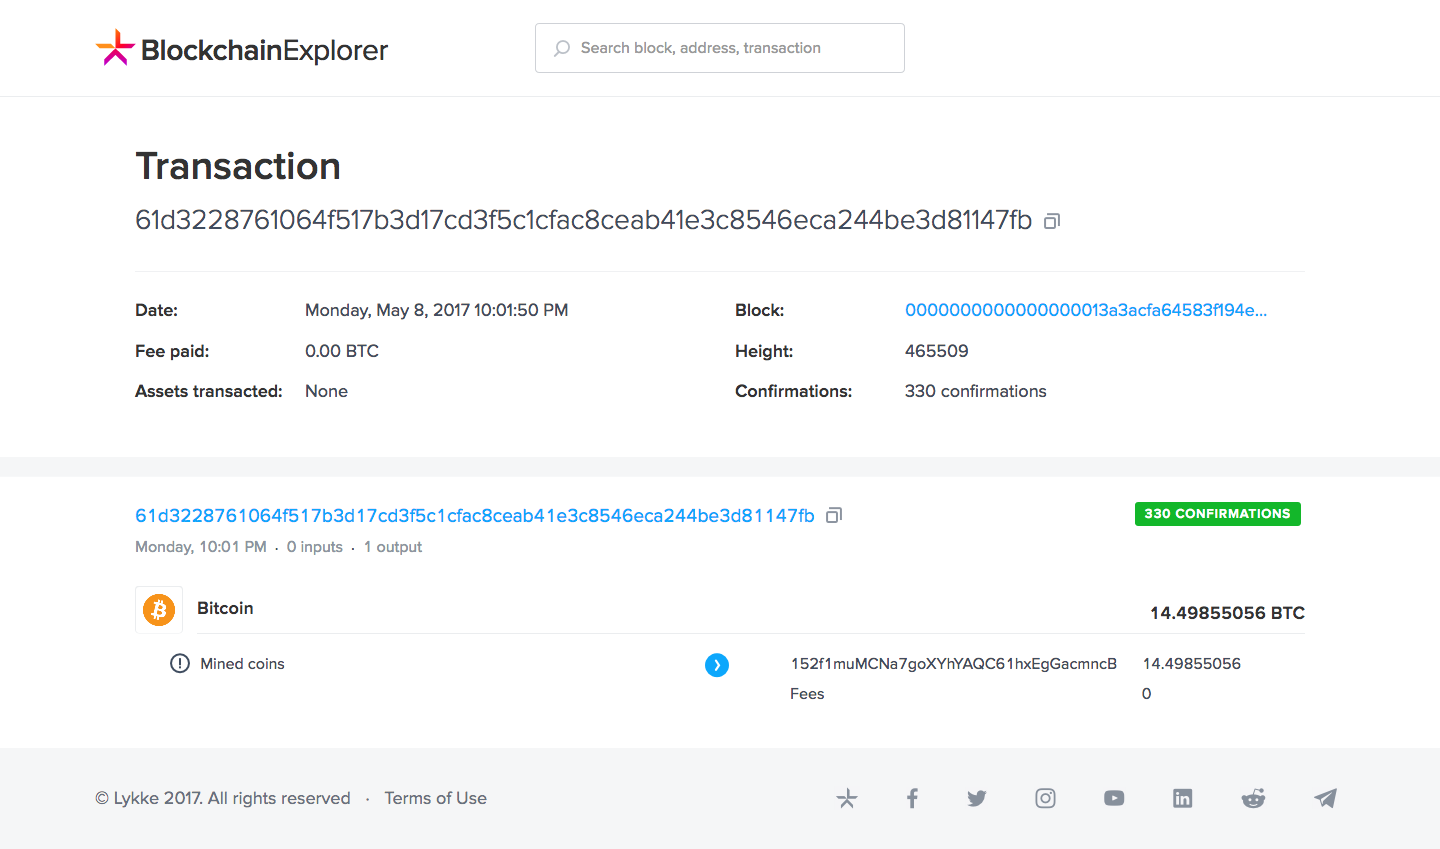 BlockchainExplorer
Search block, address, transaction
Transaction
61d3228761064f517b3d17cd3f5c1cfac8ceab41e3c8546eca244be3d81147fb
Date: Monday, May 8, 2017 10:01:50 PM Block: 0000000000000000013a3acfa64583f194e...
Fee paid: 0.00 BTC Height: 465509
Assets transacted: None Confirmations: 330 confirmations
61d3228761064f517b3d17cd3f5c1cfac8ceab41e3c8546eca244be3d81147fb 330 CONFIRMATIONS
Monday, 10:01 PM · 0 inputs · 1 output
Bitcoin 14.49855056 BTC
Mined coins 152f1muMCNa7goXYhYAQC61hxEgGacmncB 14.49855056
Fees 0
© Lykke 2017. All rights reserved · Terms of Use